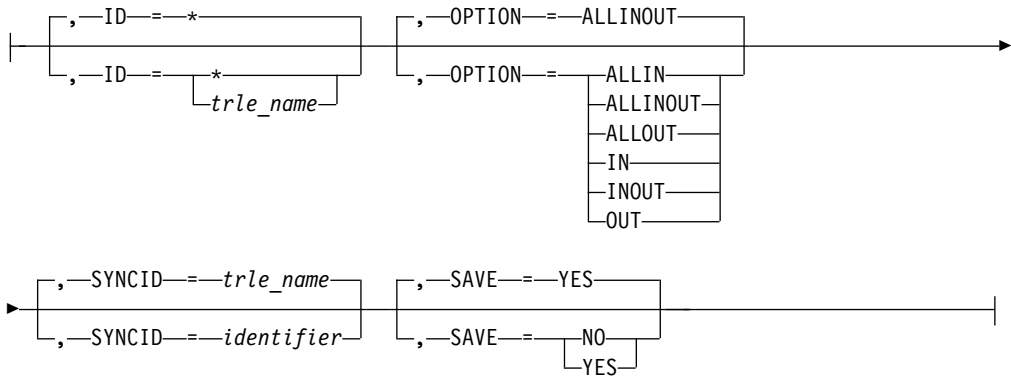 , ID = * , OPTION = ALLINOUT
, ID = * , OPTION = ALLIN
trle_name ALLINOUT
ALLOUT
IN
INOUT
OUT
, SYNCID = trle_name , SAVE = YES
, SYNCID = identifier , SAVE = NO
YES